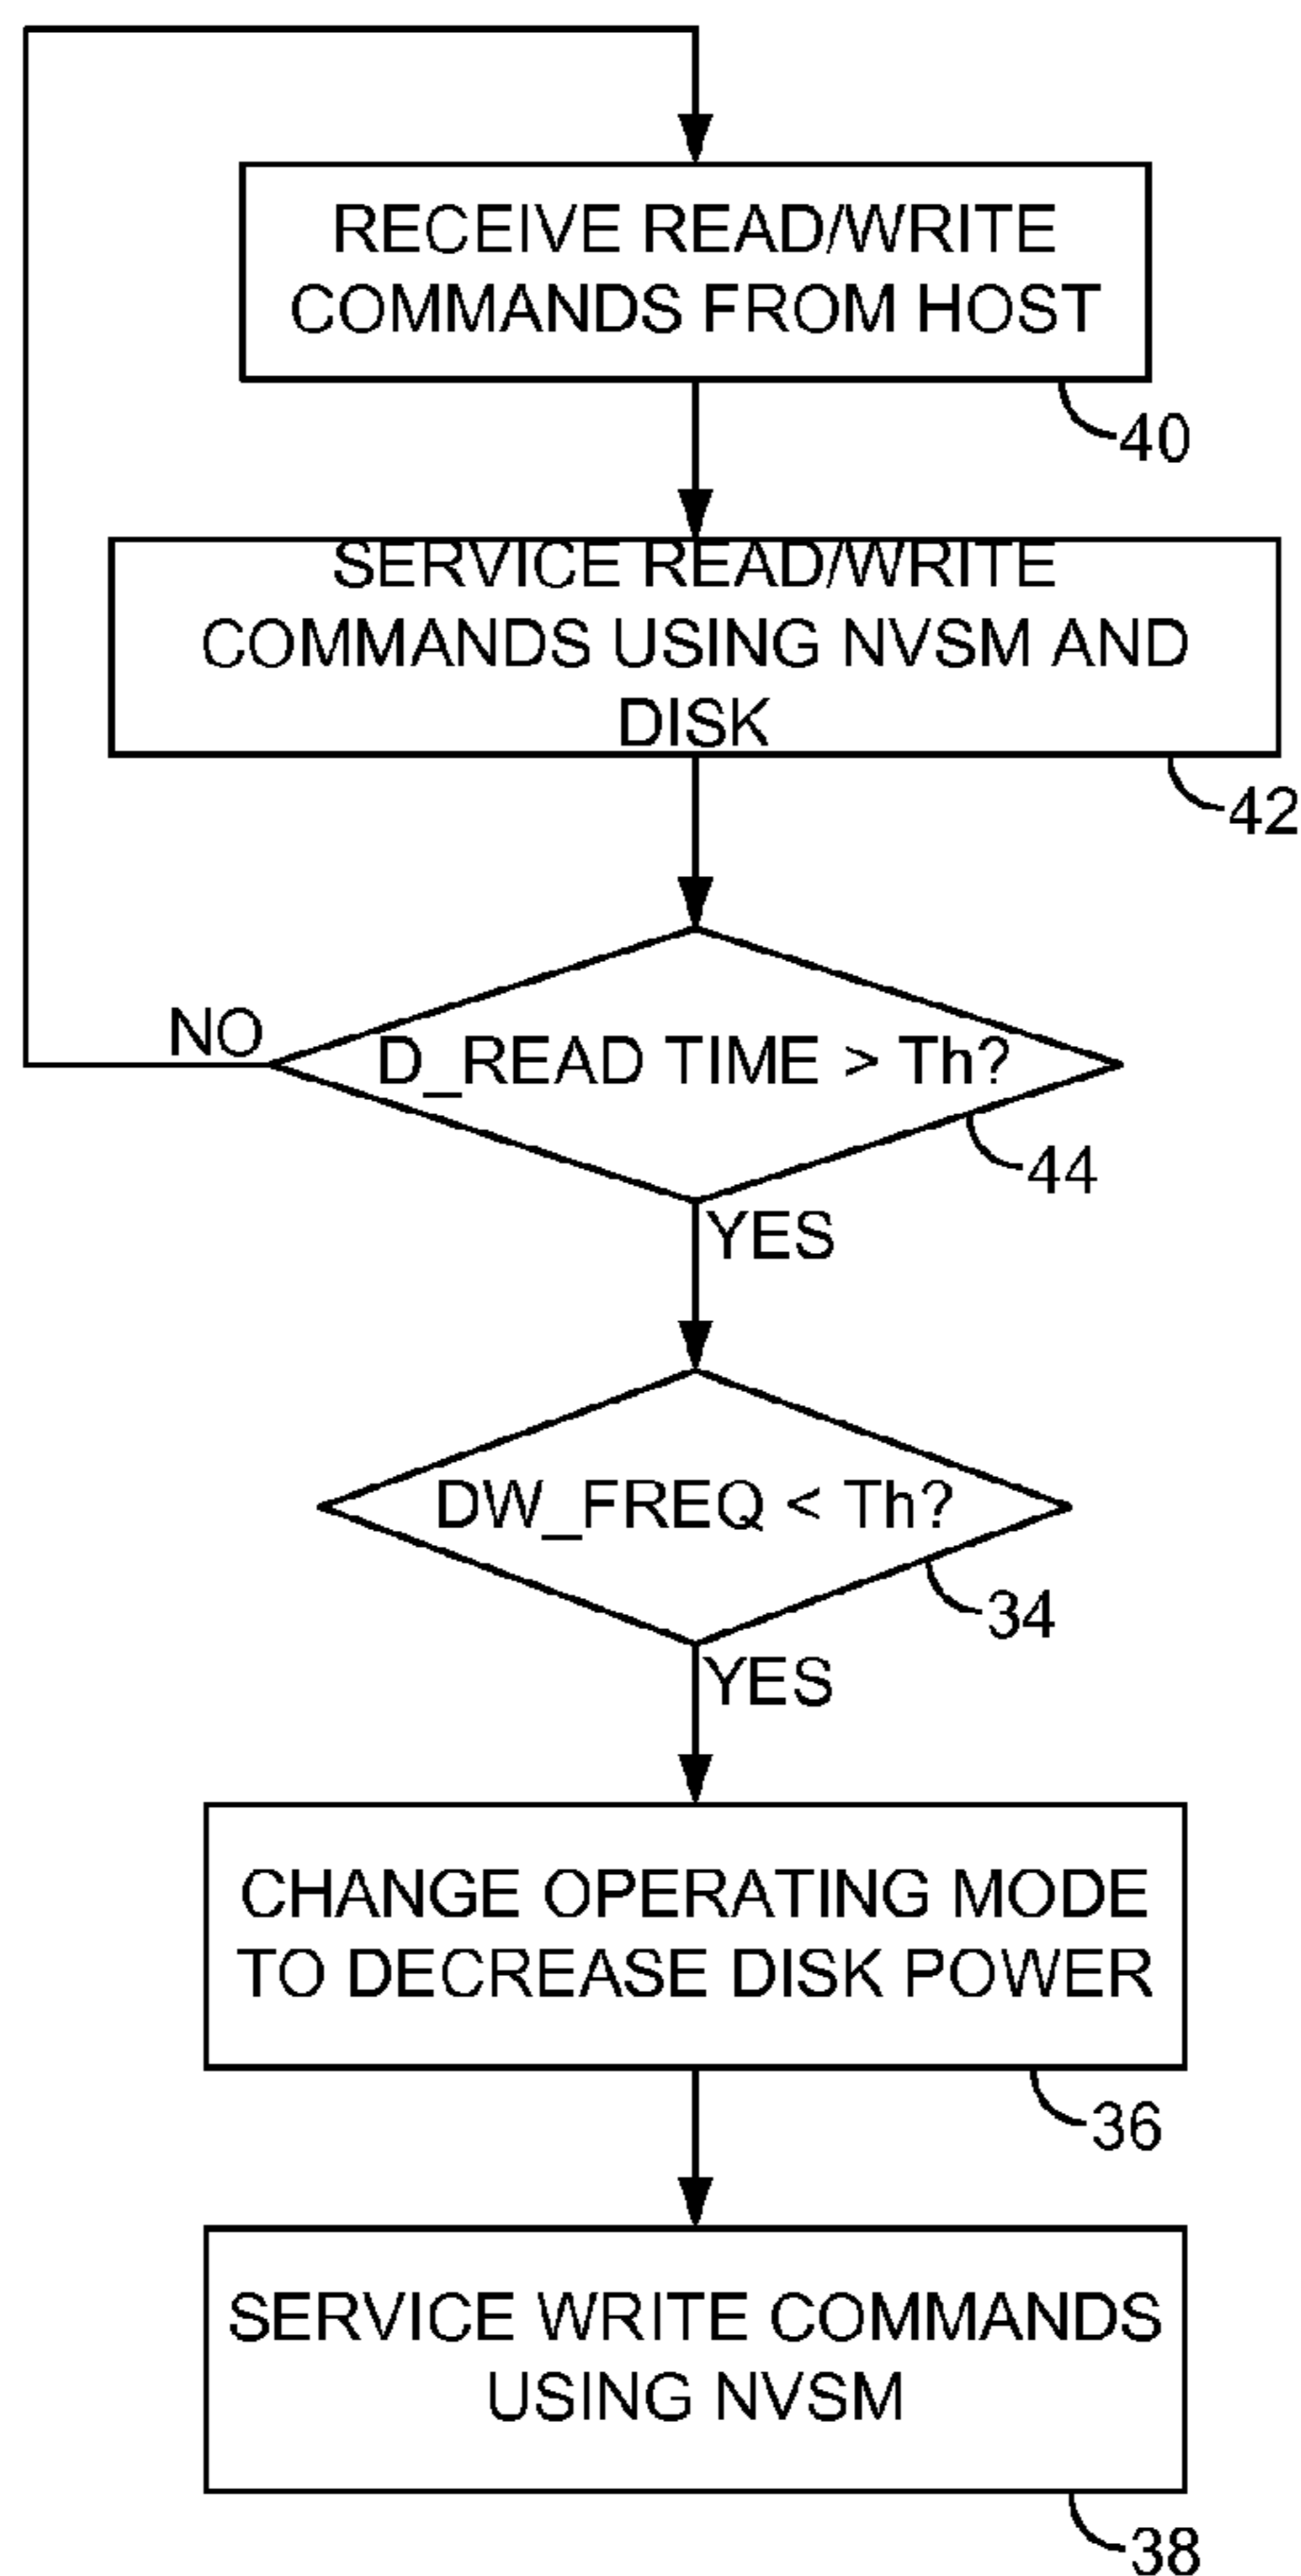 RECEIVE READ/WRITE
COMMANDS FROM HOST
40
SERVICE READ/WRITE
COMMANDS USING NVSM AND
DISK
42
NO
D_READ TIME > Th?
44
YES
DW_FREQ < Th?
34
YES
CHANGE OPERATING MODE
TO DECREASE DISK POWER
36
SERVICE WRITE COMMANDS
USING NVSM
38